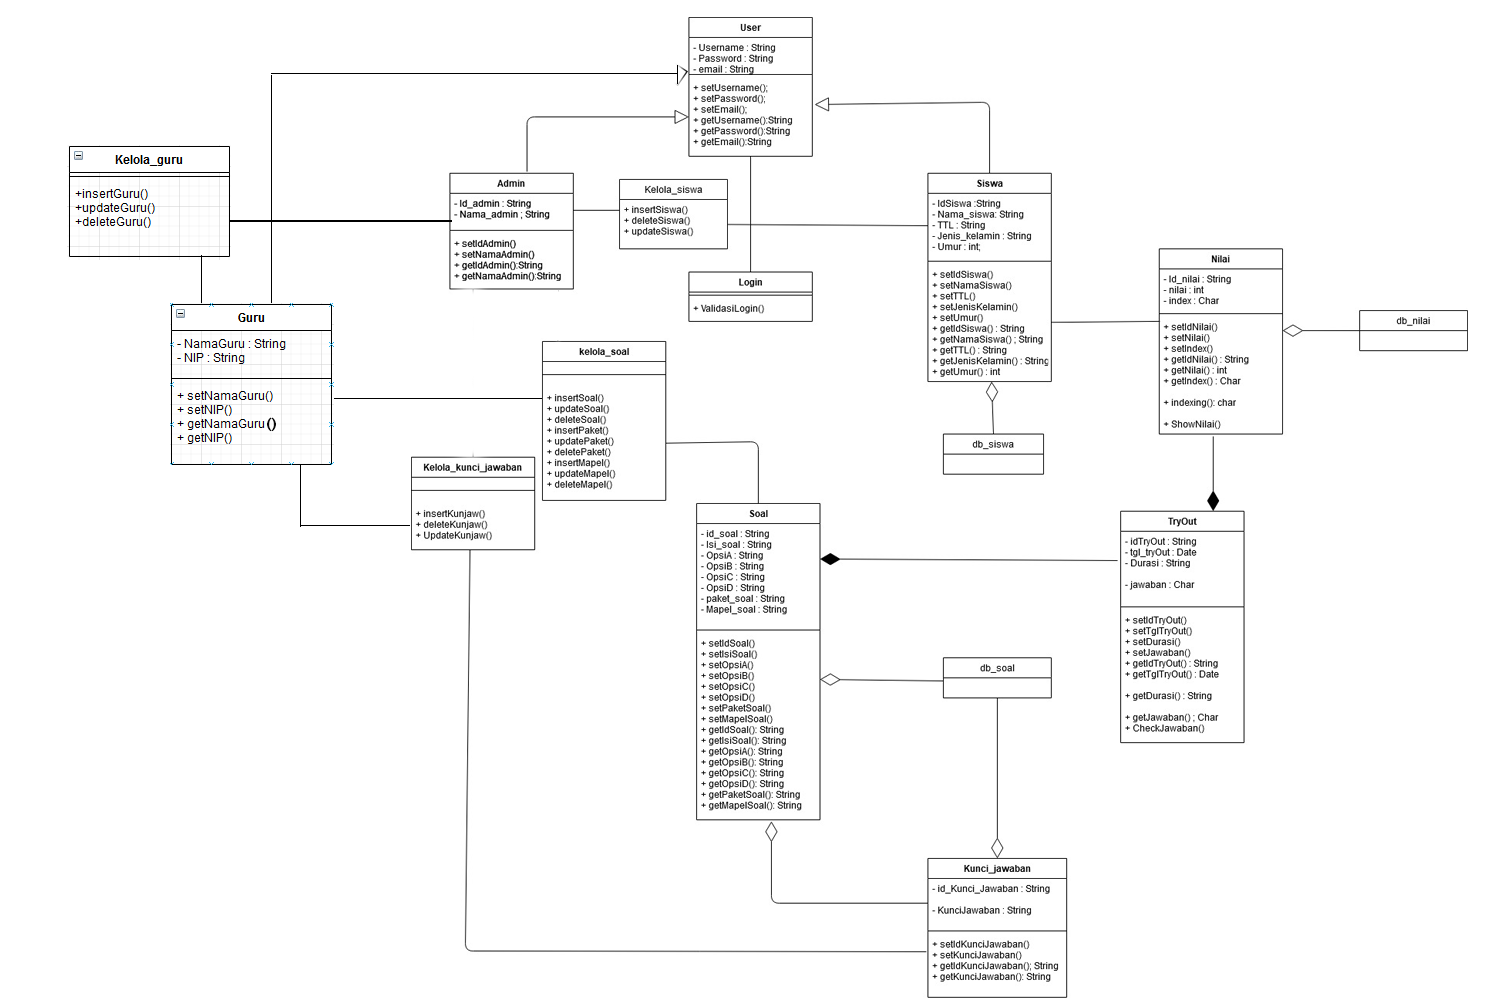 User
- Username : String
- Password : String
- email : String
+ setUsername();
+ setPassword();
+ setEmail();
+ getUsername():String
+ getPassword():String
+ getEmail():String
Kelola_guru
+insertGuru()
+updateGuru()
+deleteGuru()
Admin
- Id_admin : String
- Nama_admin ; String
+ setIdAdmin()
+ setNamaAdmin()
+ getIdAdmin():String
+ getNamaAdmin():String
Kelola_siswa
+ insertSiswa()
+ deleteSiswa()
+ updateSiswa()
Siswa
- IdSiswa :String
- Nama_siswa: String
- TTL : String
- Jenis_kelamin : String
- Umur : int;
+ setIdSiswa()
+ setNamaSiswa()
+ setTTL()
+ setJenisKelamin()
+ setUmur()
+ getIdSiswa() : String
+ getNamaSiswa() ; String
+ getTTL() : String
+ getJenisKelamin() : String
+ getUmur() : int
Login
+ ValidasiLogin()
Nilai
- Id_nilai : String
- nilai : int
- index : Char
+ setIdNilai()
+ setNilai()
+ setIndex()
+ getIdNilai() : String
+ getNilai() : int
+ getIndex() : Char
+ indexing(): char
+ ShowNilai()
db_nilai
Guru
- NamaGuru : String
- NIP : String
+ setNamaGuru()
+ setNIP()
+ getNamaGuru()
+ getNIP()
kelola_soal
+ insertSoal()
+ updateSoal()
+ deleteSoal()
+ insertPaket()
+ updatePaket()
+ deletePaket()
+ insertMapel()
+ updateMapel()
+ deleteMapel()
db_siswa
Kelola_kunci_jawaban
+ insertKunjaw()
+ deleteKunjaw()
+ UpdateKunjaw()
Soal
- id_soal : String
- Isi_soal : String
- OpsiA : String
- OpsiB : String
- OpsiC : String
- OpsiD : String
- paket_soal : String
- Mapel_soal : String
+ setIdSoal()
+ setIsiSoal()
+ setOpsiA()
+ setOpsiB()
+ setOpsiC()
+ setOpsiD()
+ setPaketSoal()
+ setMapelSoal()
+ getIdSoal(): String
+ getIsiSoal(): String
+ getOpsiA(): String
+ getOpsiB(): String
+ getOpsiC(): String
+ getOpsiD(): String
+ getPaketSoal(): String
+ getMapelSoal(): String
TryOut
- idTryOut : String
- tgl_tryOut : Date
- Durasi : String
- jawaban : Char
+ setIdTryOut()
+ setTglTryOut()
+ setDurasi()
+ setJawaban()
+ getIdTryOut() : String
+ getTglTryOut() : Date
+ getDurasi() : String
+ getJawaban() ; Char
+ CheckJawaban()
db_soal
Kunci_jawaban
- id_Kunci_Jawaban : String
- KunciJawaban : String
+ setIdKunciJawaban()
+ setKunciJawaban()
+ getIdKunciJawaban(); String
+ getKunciJawaban(): String